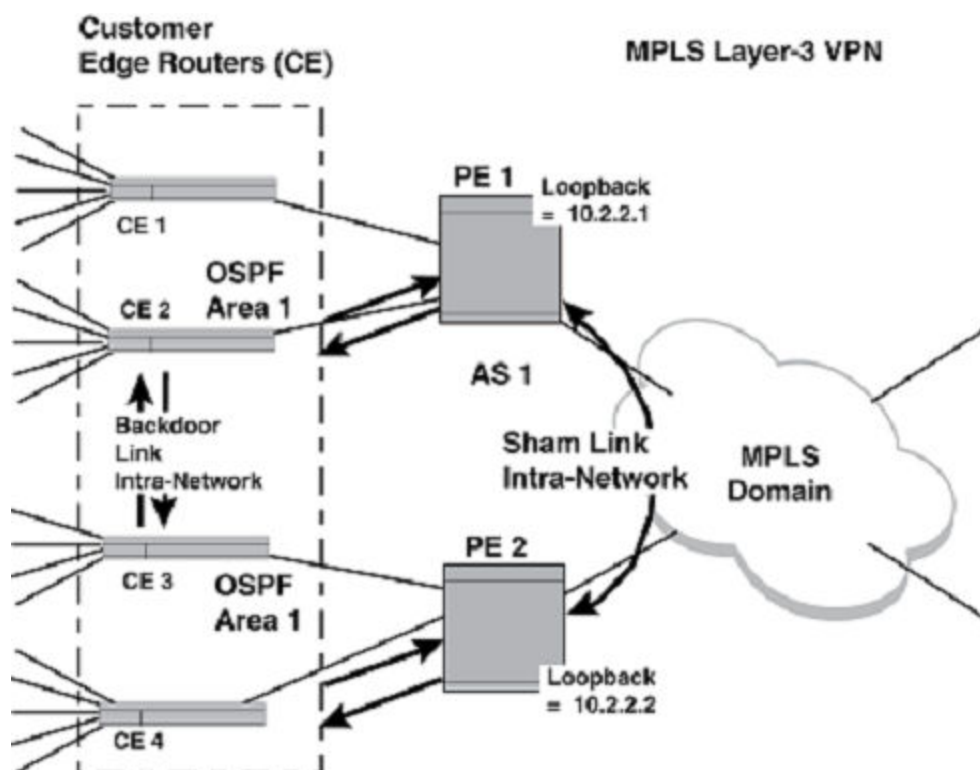 Customer
Edge Routers (CE)
MPLS Layer-3 VPN
PE 1
Loopback
= 10.2.2.1
CE 1
OSPF
Area 1
CE 2
AS 1
Backdoor
Link
Intra-Network
Sham Link
Intra-Network
MPLS
Domain
PE 2
CE 3
OSPF
Area 1
Loopback
= 10.2.2.2
CE 4